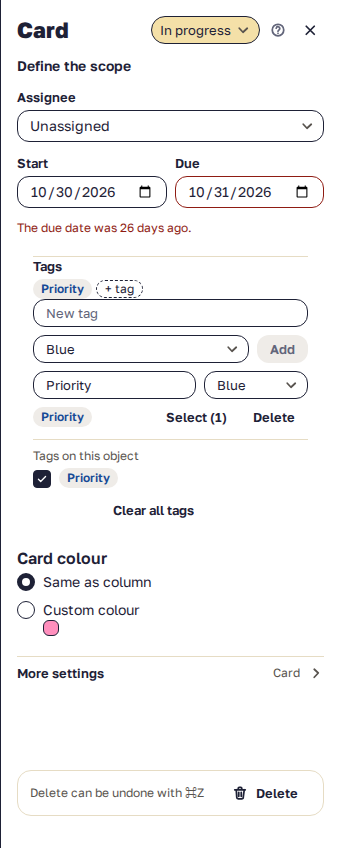 Card
In progress
Define the scope
Assignee
Unassigned
Start Due
10/30/2026 10/31/2026
The due date was 26 days ago.
Tags
Priority + tag
New tag
Blue Add
Priority Blue
Priority Select (1) Delete
Tags on this object
Priority
Clear all tags
Card colour
Same as column
Custom colour
More settings Card
Delete can be undone with ⌘Z Delete